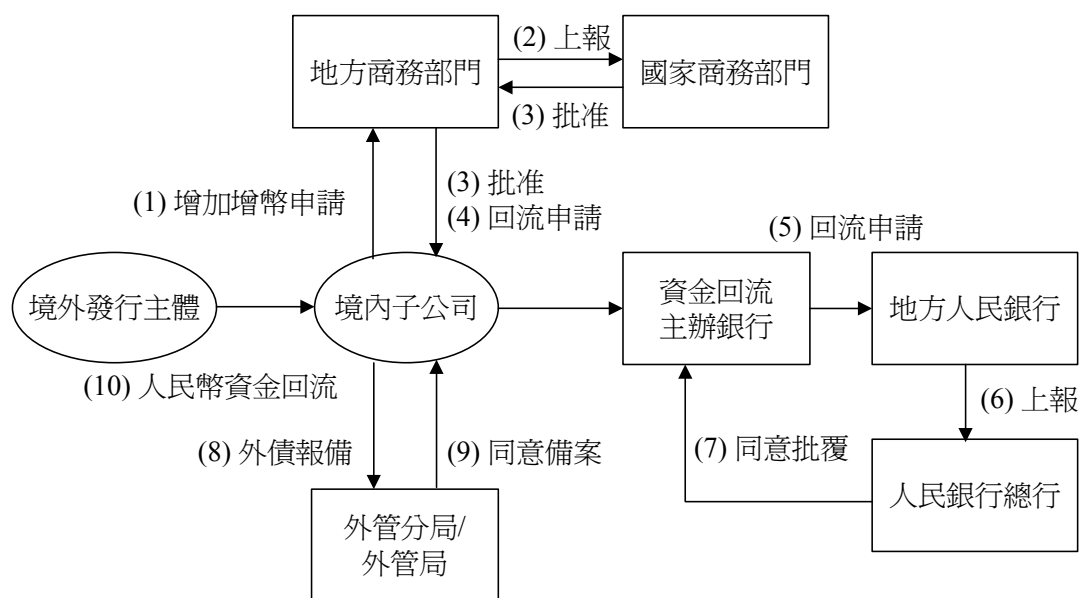 (2) 上報
地方商務部門
國家商務部門
(3) 批准
(1) 增加增幣申請
(3) 批准
(4) 回流申請
(5) 回流申請
境外發行主體
境內子公司
資金回流
主辦銀行
地方人民銀行
(10) 人民幣資金回流
(6) 上報
(8) 外債報備
(9) 同意備案
(7) 同意批覆
人民銀行總行
外管分局/
外管局